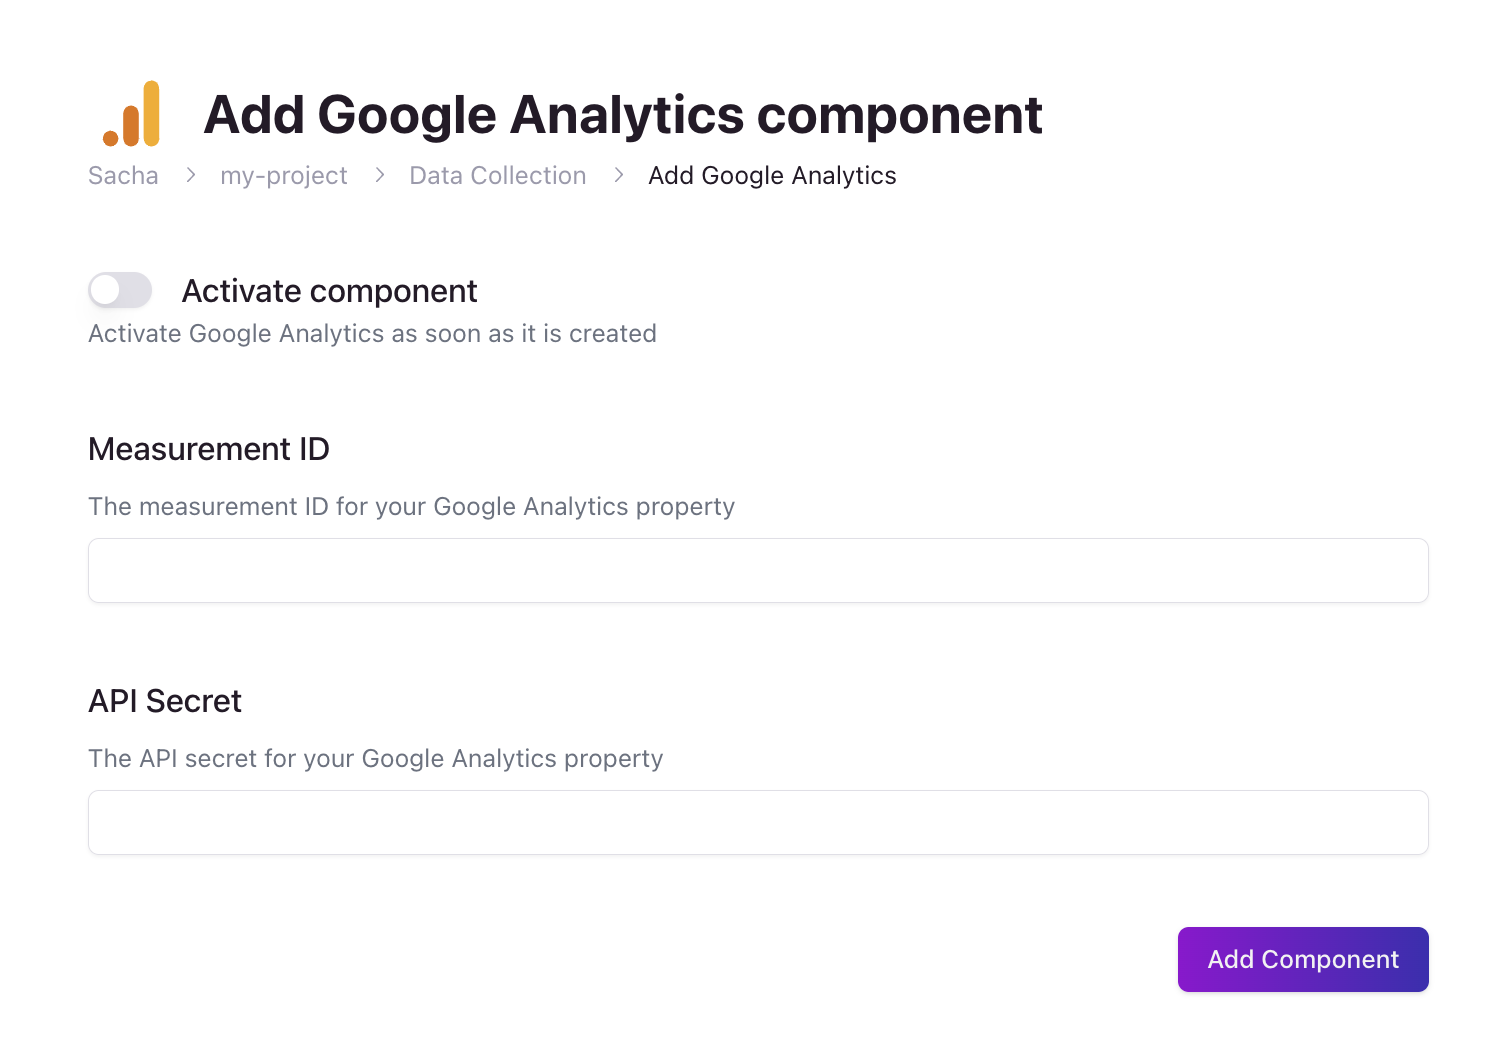 Add Google Analytics component
Sacha > my-project > Data Collection > Add Google Analytics
Activate component
Activate Google Analytics as soon as it is created
Measurement ID
The measurement ID for your Google Analytics property
API Secret
The API secret for your Google Analytics property
Add Component